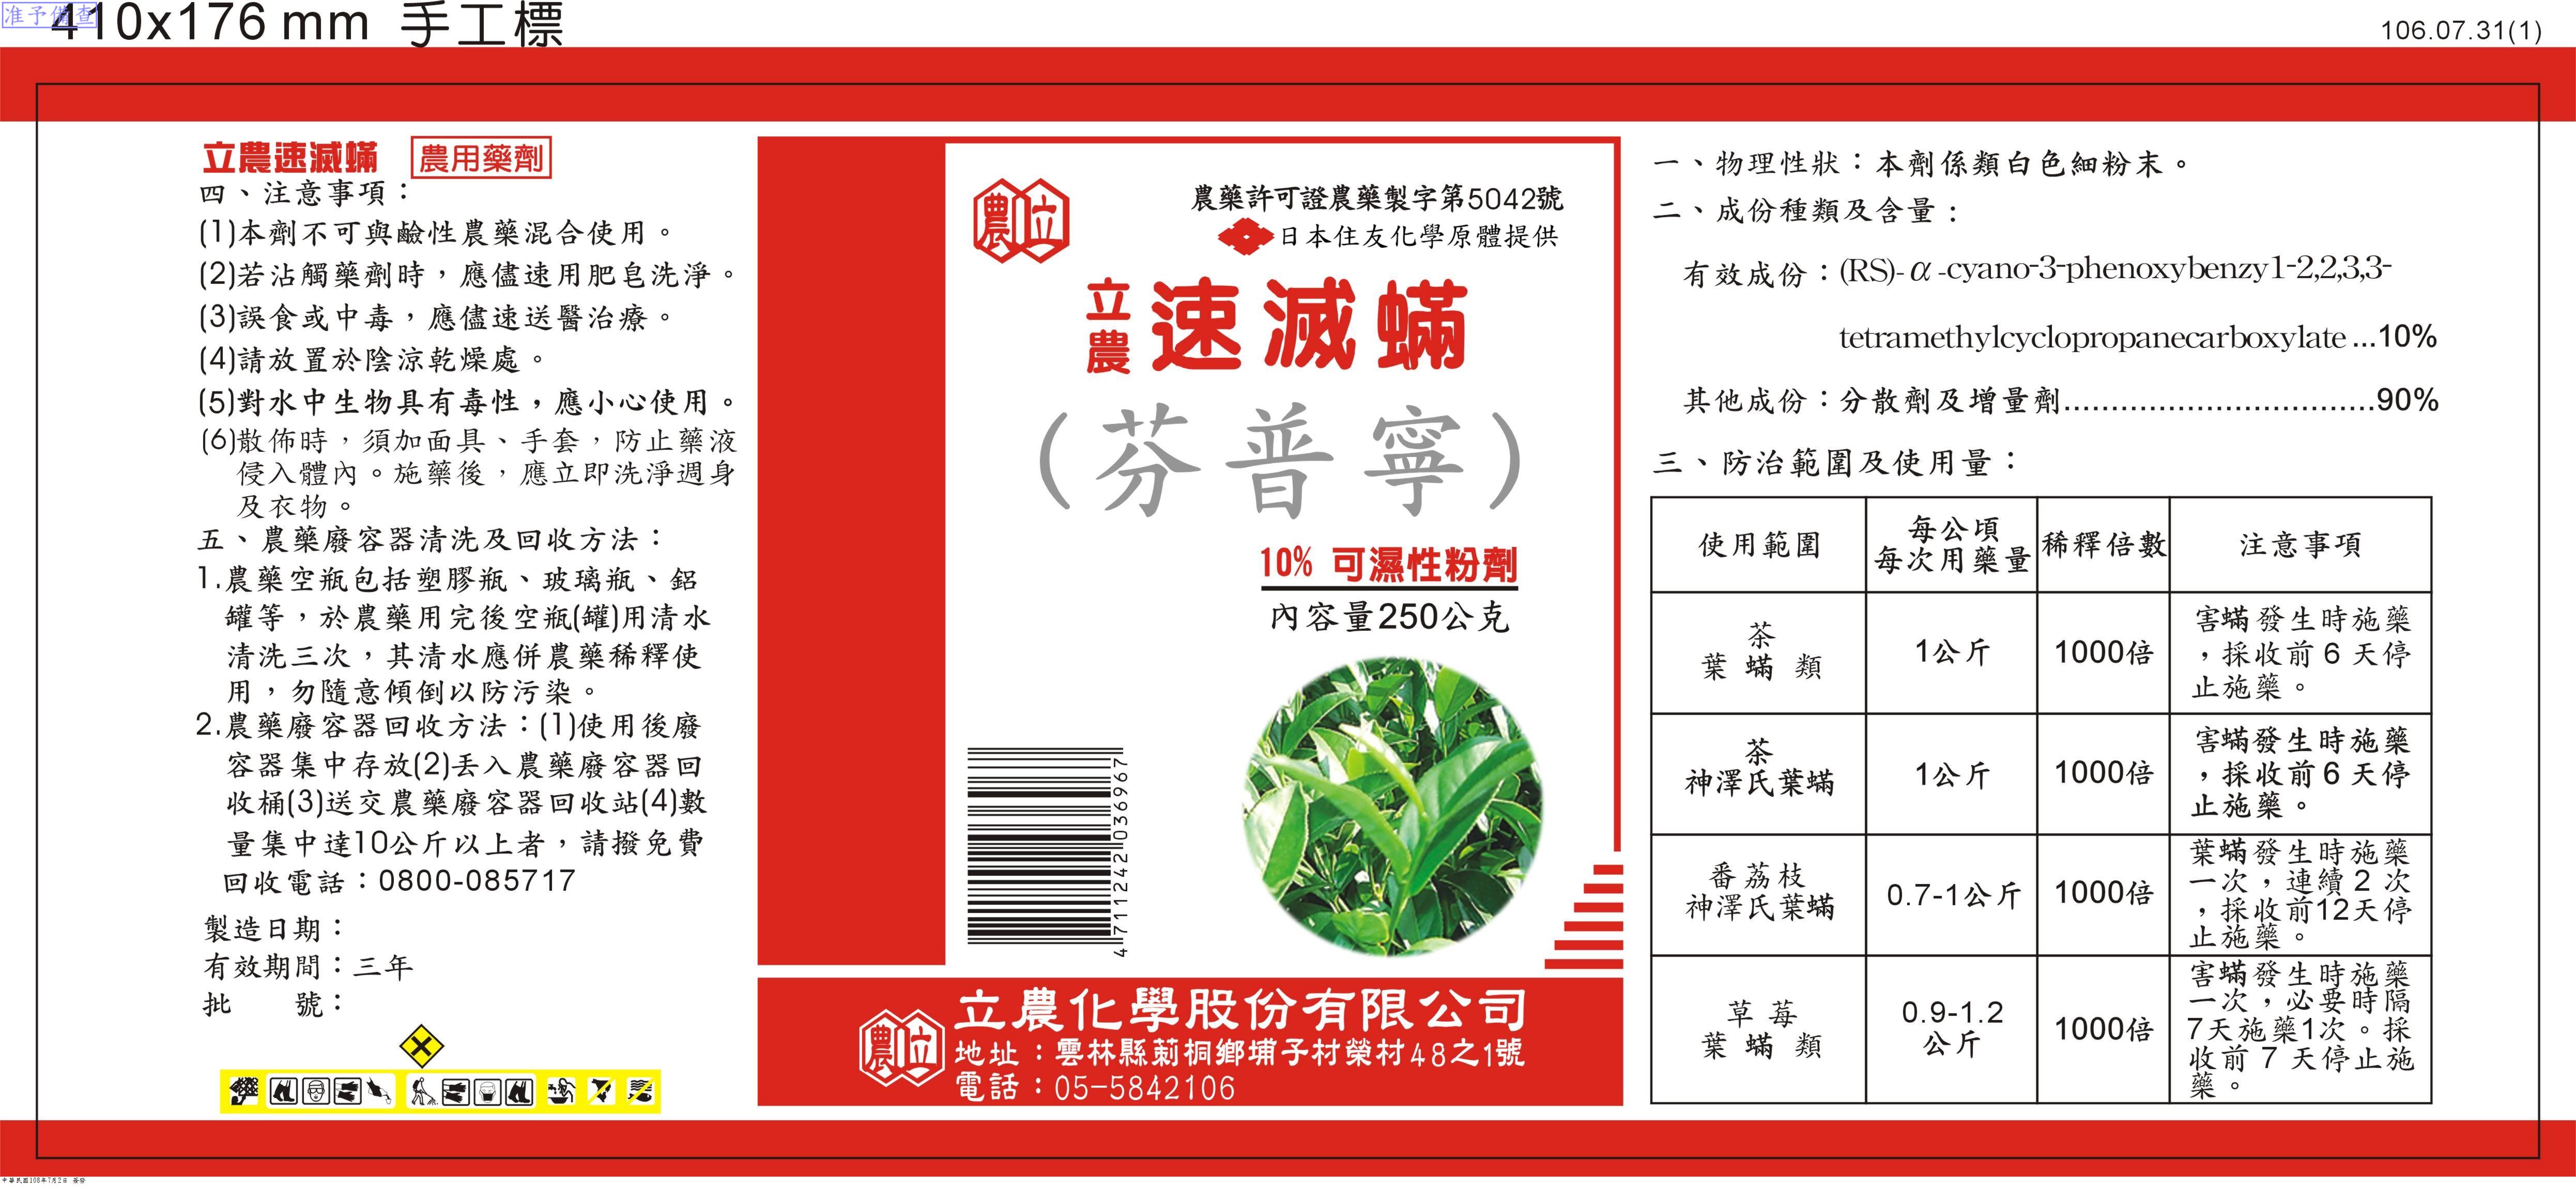 准予備查
410x176 mm 手工標
106.07.31(1)
立農速滅蟎 農用藥劑
四、注意事項：
(1)本劑不可與鹼性農藥混合使用。
(2)若沾觸藥劑時，應儘速用肥皂洗淨。
(3)誤食或中毒，應儘速送醫治療。
(4)請放置於陰涼乾燥處。
(5)對水中生物具有毒性，應小心使用。
(6)散佈時，須加面具、手套，防止藥液
侵入體內。施藥後，應立即洗淨週身
及衣物。
五、農藥廢容器清洗及回收方法：
1.農藥空瓶包括塑膠瓶、玻璃瓶、鋁
罐等，於農藥用完後空瓶(罐)用清水
清洗三次，其清水應併農藥稀釋使
用，勿隨意傾倒以防污染。
2.農藥廢容器回收方法：(1)使用後廢
容器集中存放(2)丟入農藥廢容器回
收桶(3)送交農藥廢容器回收站(4)數
量集中達10公斤以上者，請撥免費
回收電話：0800-085717
製造日期：
有效期間：三年
批 號：
農立
農藥許可證農藥製字第5042號
日本住友化學原體提供
立農 速滅蟎
(芬普寧)
10% 可濕性粉劑
內容量250公克
4711242036967
農立
立農化學股份有限公司
地址：雲林縣莿桐鄉埔子村榮村48之1號
電話：05-5842106
一、物理性狀：本劑係類白色細粉末。
二、成份種類及含量：
有效成份：(RS)-α-cyano-3-phenoxybenzy1-2,2,3,3-
tetramethylcyclopropanecarboxylate...10%
其他成份：分散劑及增量劑................................90%
三、防治範圍及使用量：
使用範圍 每公頃每次用藥量 稀釋倍數 注意事項
茶
葉蟎類
1公斤
1000倍
害蟎發生時施藥
，採收前6天停
止施藥。
茶
神澤氏葉蟎
1公斤
1000倍
害蟎發生時施藥
，採收前6天停
止施藥。
番荔枝
神澤氏葉蟎
0.7-1公斤
1000倍
葉蟎發生時施藥
一次，連續2次
，採收前12天停
止施藥。
草莓
葉蟎類
0.9-1.2
公斤
1000倍
害蟎發生時施藥
一次，必要時隔
7天施藥1次。採
收前7天停止施
藥。
中華民國108年7月2日 簽發